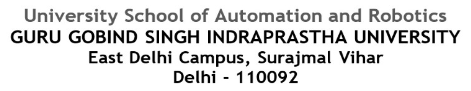 University School of Automation and Robotics
GURU GOBIND SINGH INDRAPRASTHA UNIVERSITY
East Delhi Campus, Surajmal Vihar
Delhi - 110092